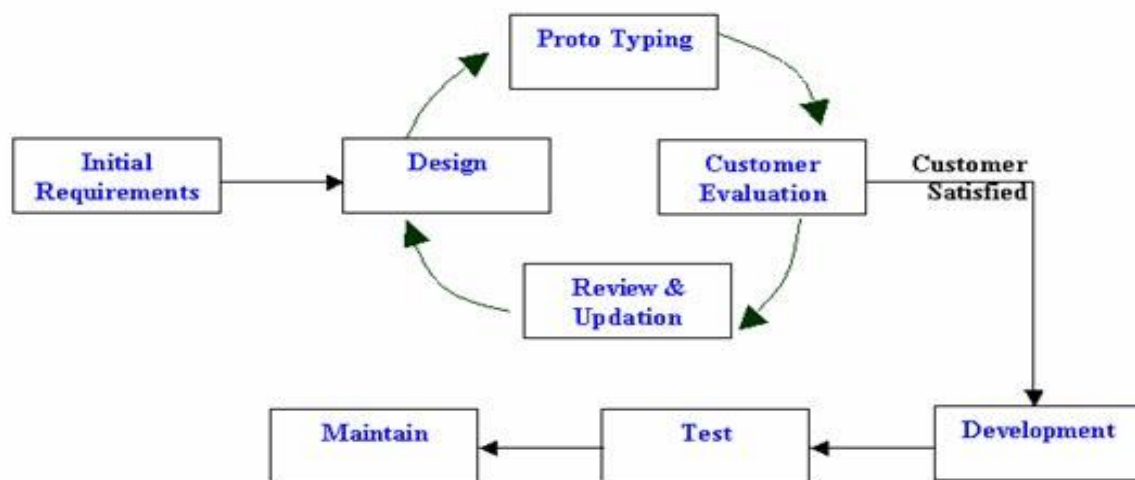 Proto Typing
Initial
Requirements
Design
Customer
Evaluation
Customer
Satisfied
Review &
Updation
Maintain
Test
Development